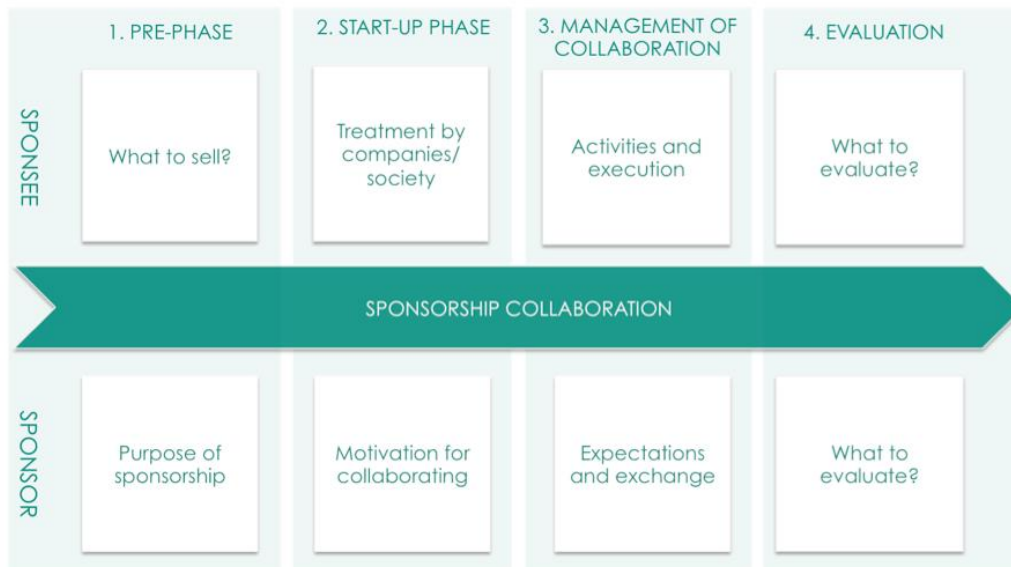 1. PRE-PHASE
2. START-UP PHASE
3. MANAGEMENT OF
COLLABORATION
4. EVALUATION
SPONSEE
What to sell?
Treatment by
companies/
society
Activities and
execution
What to
evaluate?
SPONSORSHIP COLLABORATION
SPONSOR
Purpose of
sponsorship
Motivation for
collaborating
Expectations
and exchange
What to
evaluate?